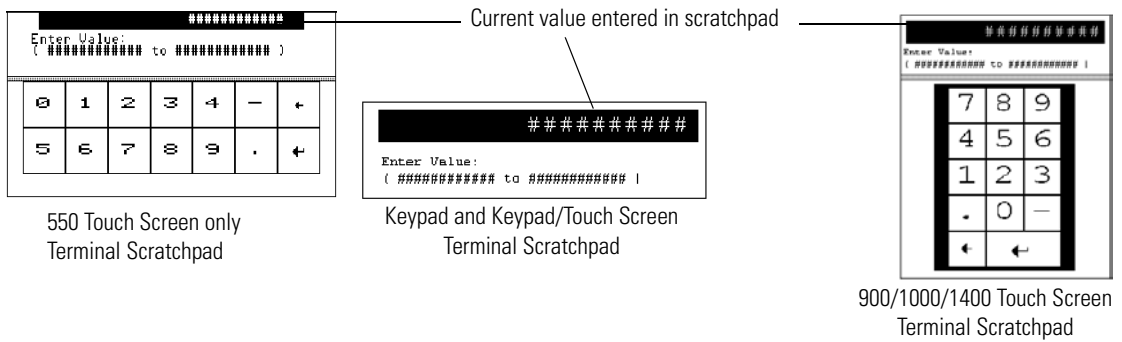 Current value entered in scratchpad
############
Enter Value:
( ############ to ############ )
0 1 2 3 4 – ←
5 6 7 8 9 . ↵
550 Touch Screen only
Terminal Scratchpad
##########
Enter Value:
( ############ to ############ |
Keypad and Keypad/Touch Screen
Terminal Scratchpad
##########
Enter Value:
( ############ to ############ |
7 8 9
4 5 6
1 2 3
. 0 –
← ↵
900/1000/1400 Touch Screen
Terminal Scratchpad